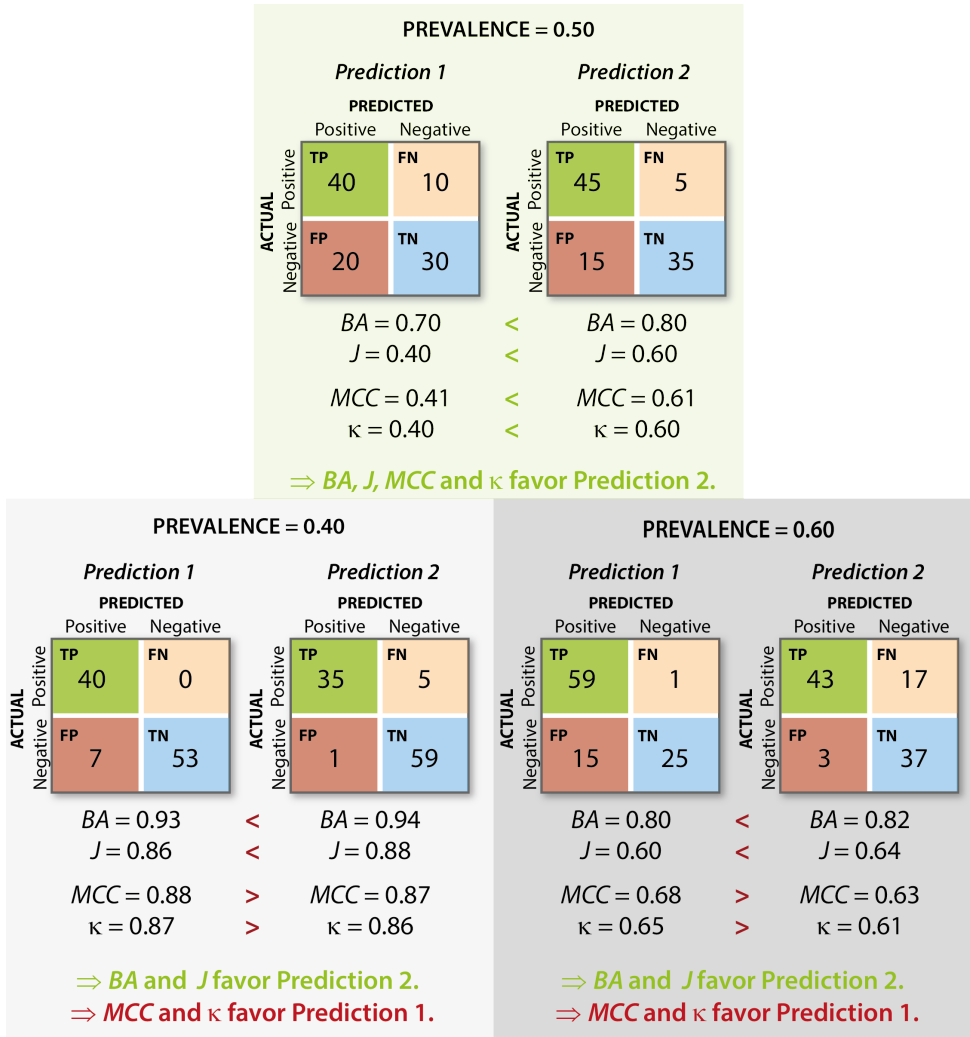 PREVALENCE = 0.50
Prediction 1
Prediction 2
PREDICTED
PREDICTED
Positive Negative
Positive Negative
ACTUAL
Positive
Negative
TP
40
FN
10
FP
20
TN
30
ACTUAL
Positive
Negative
TP
45
FN
5
FP
15
TN
35
BA = 0.70 < BA = 0.80
J = 0.40 < J = 0.60
MCC = 0.41 < MCC = 0.61
κ = 0.40 < κ = 0.60
⇒ BA, J, MCC and κ favor Prediction 2.
PREVALENCE = 0.40
Prediction 1
Prediction 2
PREDICTED
PREDICTED
Positive Negative
Positive Negative
ACTUAL
Positive
Negative
TP
40
FN
0
FP
7
TN
53
ACTUAL
Positive
Negative
TP
35
FN
5
FP
1
TN
59
BA = 0.93 < BA = 0.94
J = 0.86 < J = 0.88
MCC = 0.88 > MCC = 0.87
κ = 0.87 > κ = 0.86
⇒ BA and J favor Prediction 2.
⇒ MCC and κ favor Prediction 1.
PREVALENCE = 0.60
Prediction 1
Prediction 2
PREDICTED
PREDICTED
Positive Negative
Positive Negative
ACTUAL
Positive
Negative
TP
59
FN
1
FP
15
TN
25
ACTUAL
Positive
Negative
TP
43
FN
17
FP
3
TN
37
BA = 0.80 < BA = 0.82
J = 0.60 < J = 0.64
MCC = 0.68 > MCC = 0.63
κ = 0.65 > κ = 0.61
⇒ BA and J favor Prediction 2.
⇒ MCC and κ favor Prediction 1.